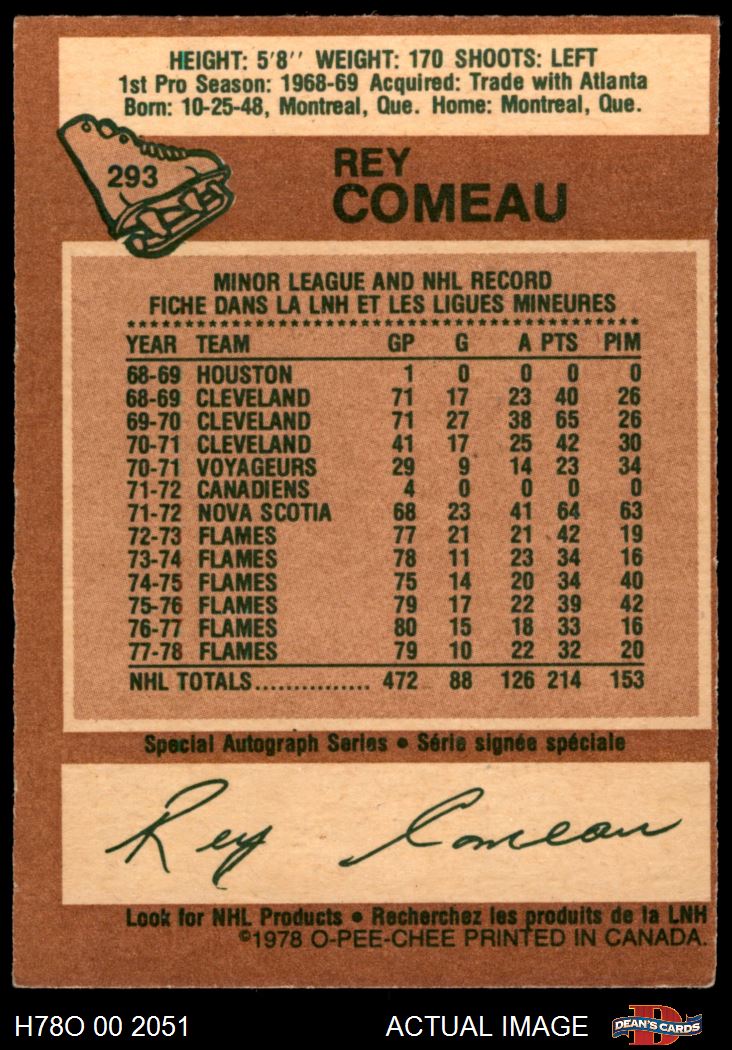 HEIGHT: 5'8'' WEIGHT: 170 SHOOTS: LEFT
1st Pro Season: 1968-69 Acquired: Trade with Atlanta
Born: 10-25-48, Montreal, Que. Home: Montreal, Que.
293
REY
COMEAU
MINOR LEAGUE AND NHL RECORD
FICHE DANS LA LNH ET LES LIGUES MINEURES
YEAR TEAM GP G A PTS PIM
68-69 HOUSTON 1 0 0 0 0
68-69 CLEVELAND 71 17 23 40 26
69-70 CLEVELAND 71 27 38 65 26
70-71 CLEVELAND 41 17 25 42 30
70-71 VOYAGEURS 29 9 14 23 34
71-72 CANADIENS 4 0 0 0 0
71-72 NOVA SCOTIA 68 23 41 64 63
72-73 FLAMES 77 21 21 42 19
73-74 FLAMES 78 11 23 34 16
74-75 FLAMES 75 14 20 34 40
75-76 FLAMES 79 17 22 39 42
76-77 FLAMES 80 15 18 33 16
77-78 FLAMES 79 10 22 32 20
NHL TOTALS............... 472 88 126 214 153
Special Autograph Series • Série signée spéciale
Rey Comeau
Look for NHL Products • Recherchez les produits de la LNH
©1978 O-PEE-CHEE PRINTED IN CANADA.
H78O 00 2051 ACTUAL IMAGE D DEAN'S CARDS